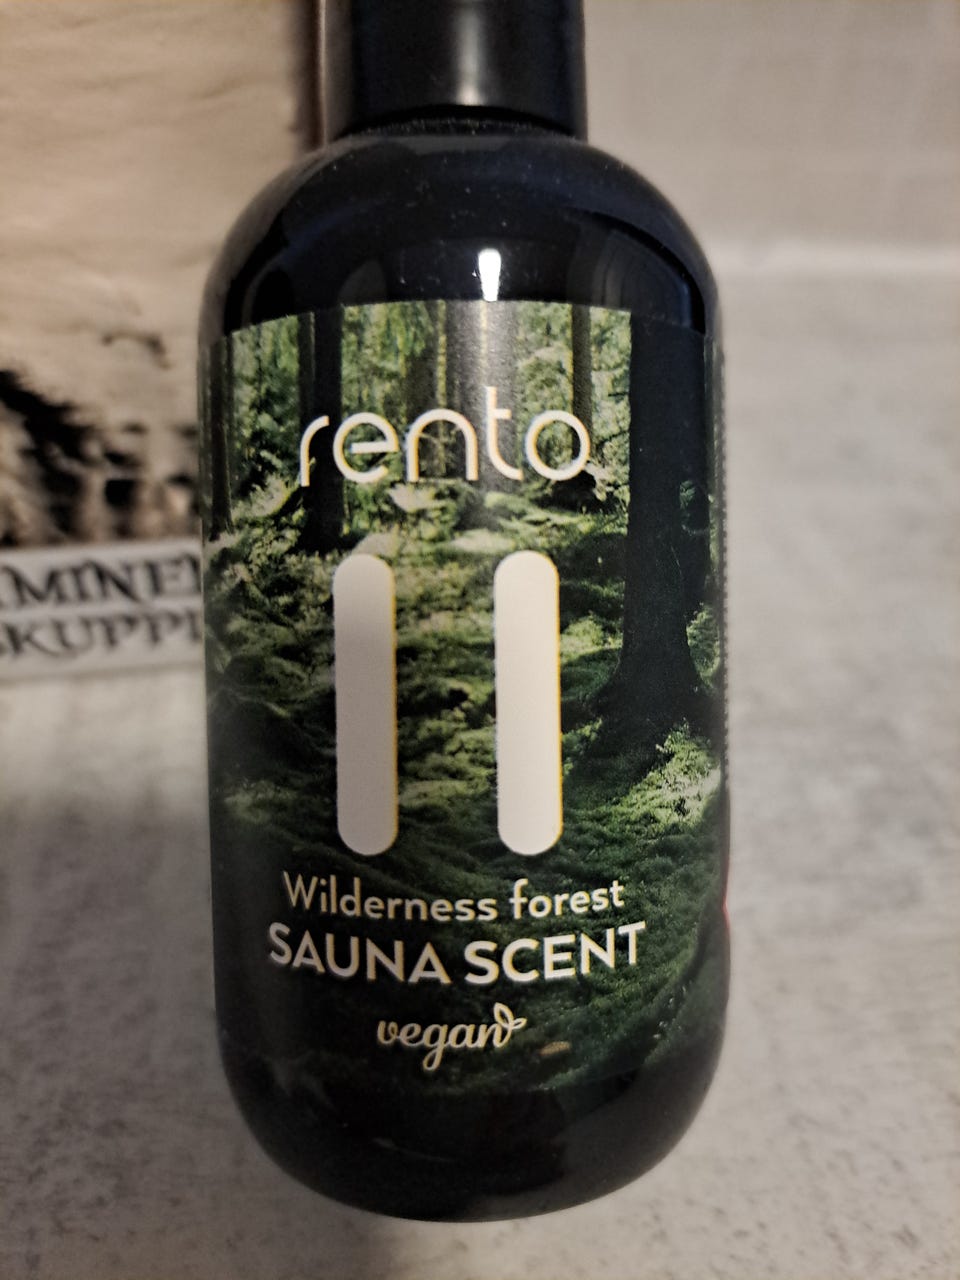 rento
Wilderness forest
SAUNA SCENT
vegan